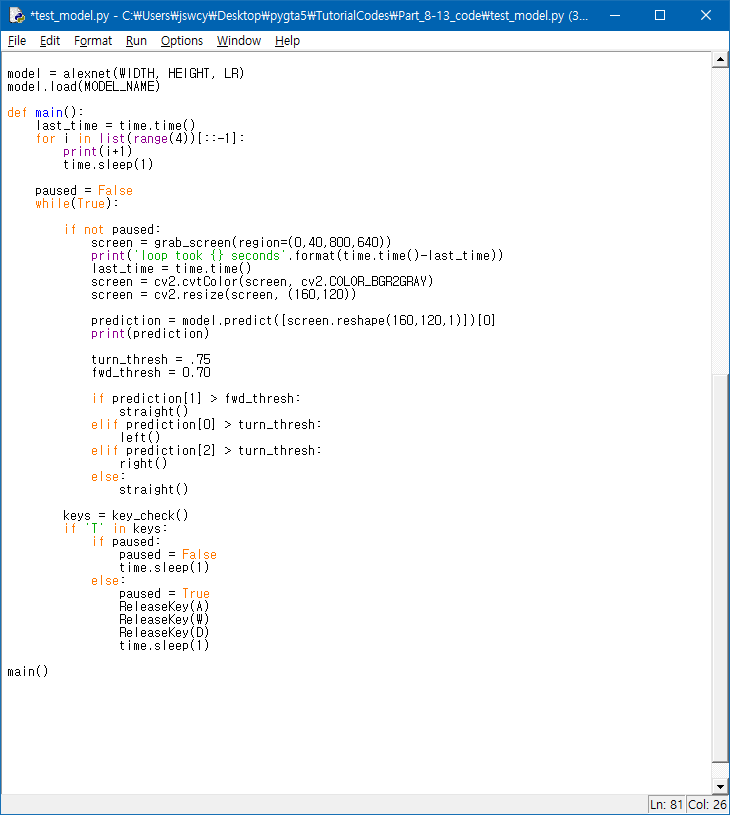 *test_model.py - C:₩Users₩jswcy₩Desktop₩pygta5₩TutorialCodes₩Part_8-13_code₩test_model.py (3...
File Edit Format Run Options Window Help
model = alexnet(WIDTH, HEIGHT, LR)
model.load(MODEL_NAME)
def main():
    last_time = time.time()
    for i in list(range(4))[::-1]:
        print(i+1)
        time.sleep(1)
    paused = False
    while(True):
        if not paused:
            screen = grab_screen(region=(0,40,800,640))
            print('loop took {} seconds'.format(time.time()-last_time))
            last_time = time.time()
            screen = cv2.cvtColor(screen, cv2.COLOR_BGR2GRAY)
            screen = cv2.resize(screen, (160,120))
            prediction = model.predict([screen.reshape(160,120,1)])[0]
            print(prediction)
            turn_thresh = .75
            fwd_thresh = 0.70
            if prediction[1] > fwd_thresh:
                straight()
            elif prediction[0] > turn_thresh:
                left()
            elif prediction[2] > turn_thresh:
                right()
            else:
                straight()
        keys = key_check()
        if 'T' in keys:
            if paused:
                paused = False
                time.sleep(1)
            else:
                paused = True
                ReleaseKey(A)
                ReleaseKey(W)
                ReleaseKey(D)
                time.sleep(1)
main()
Ln: 81 Col: 26